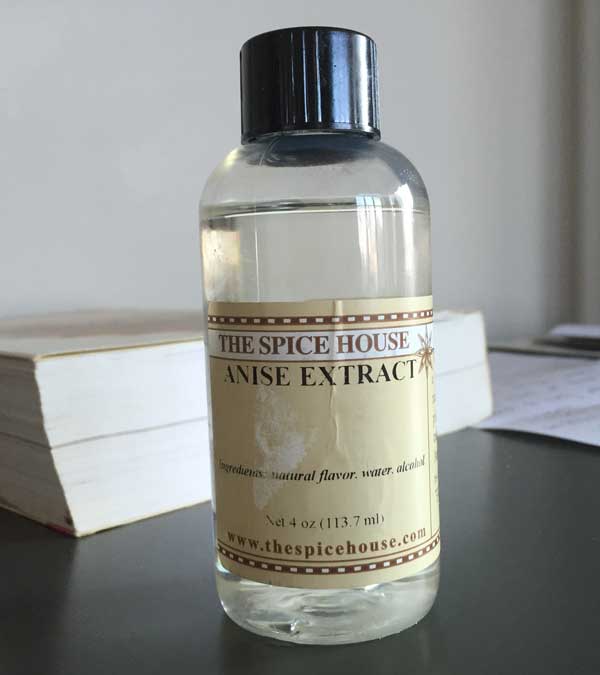 THE SPICE HOUSE
ANISE EXTRACT
Ingredients: natural flavor, water, alcohol
Net 4 oz (113.7 ml)
www.thespicehouse.com